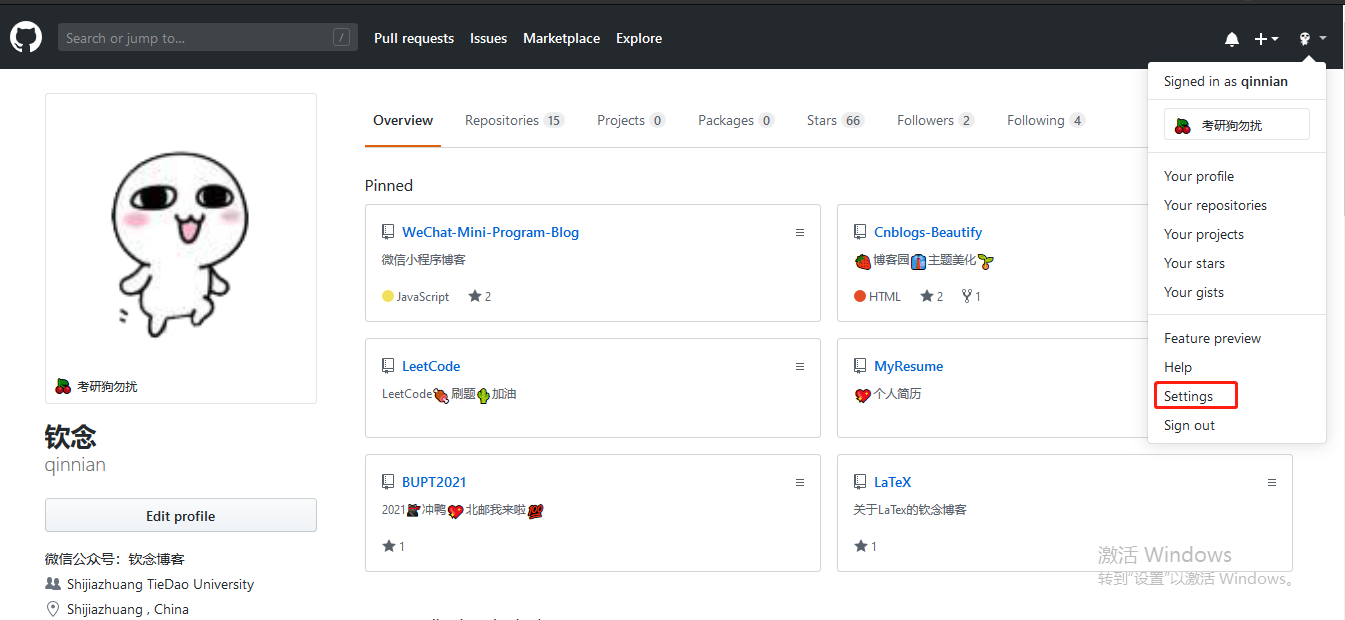 Search or jump to… /
Pull requests Issues Marketplace Explore
Signed in as qinnian
考研狗勿扰
Your profile
Your repositories
Your projects
Your stars
Your gists
Feature preview
Help
Settings
Sign out
考研狗勿扰
钦念
qinnian
Edit profile
微信公众号：钦念博客
Shijiazhuang TieDao University
Shijiazhuang , China
Overview Repositories 15 Projects 0 Packages 0 Stars 66 Followers 2 Following 4
Pinned
WeChat-Mini-Program-Blog
微信小程序博客
JavaScript 2
Cnblogs-Beautify
🍓博客园👔主题美化🌱
HTML 2 1
LeetCode
LeetCode🍖刷题🌵加油
MyResume
💖个人简历
BUPT2021
2021冲鸭💖北邮我来啦💯
1
LaTeX
关于LaTex的钦念博客
1
激活 Windows
转到“设置”以激活 Windows。